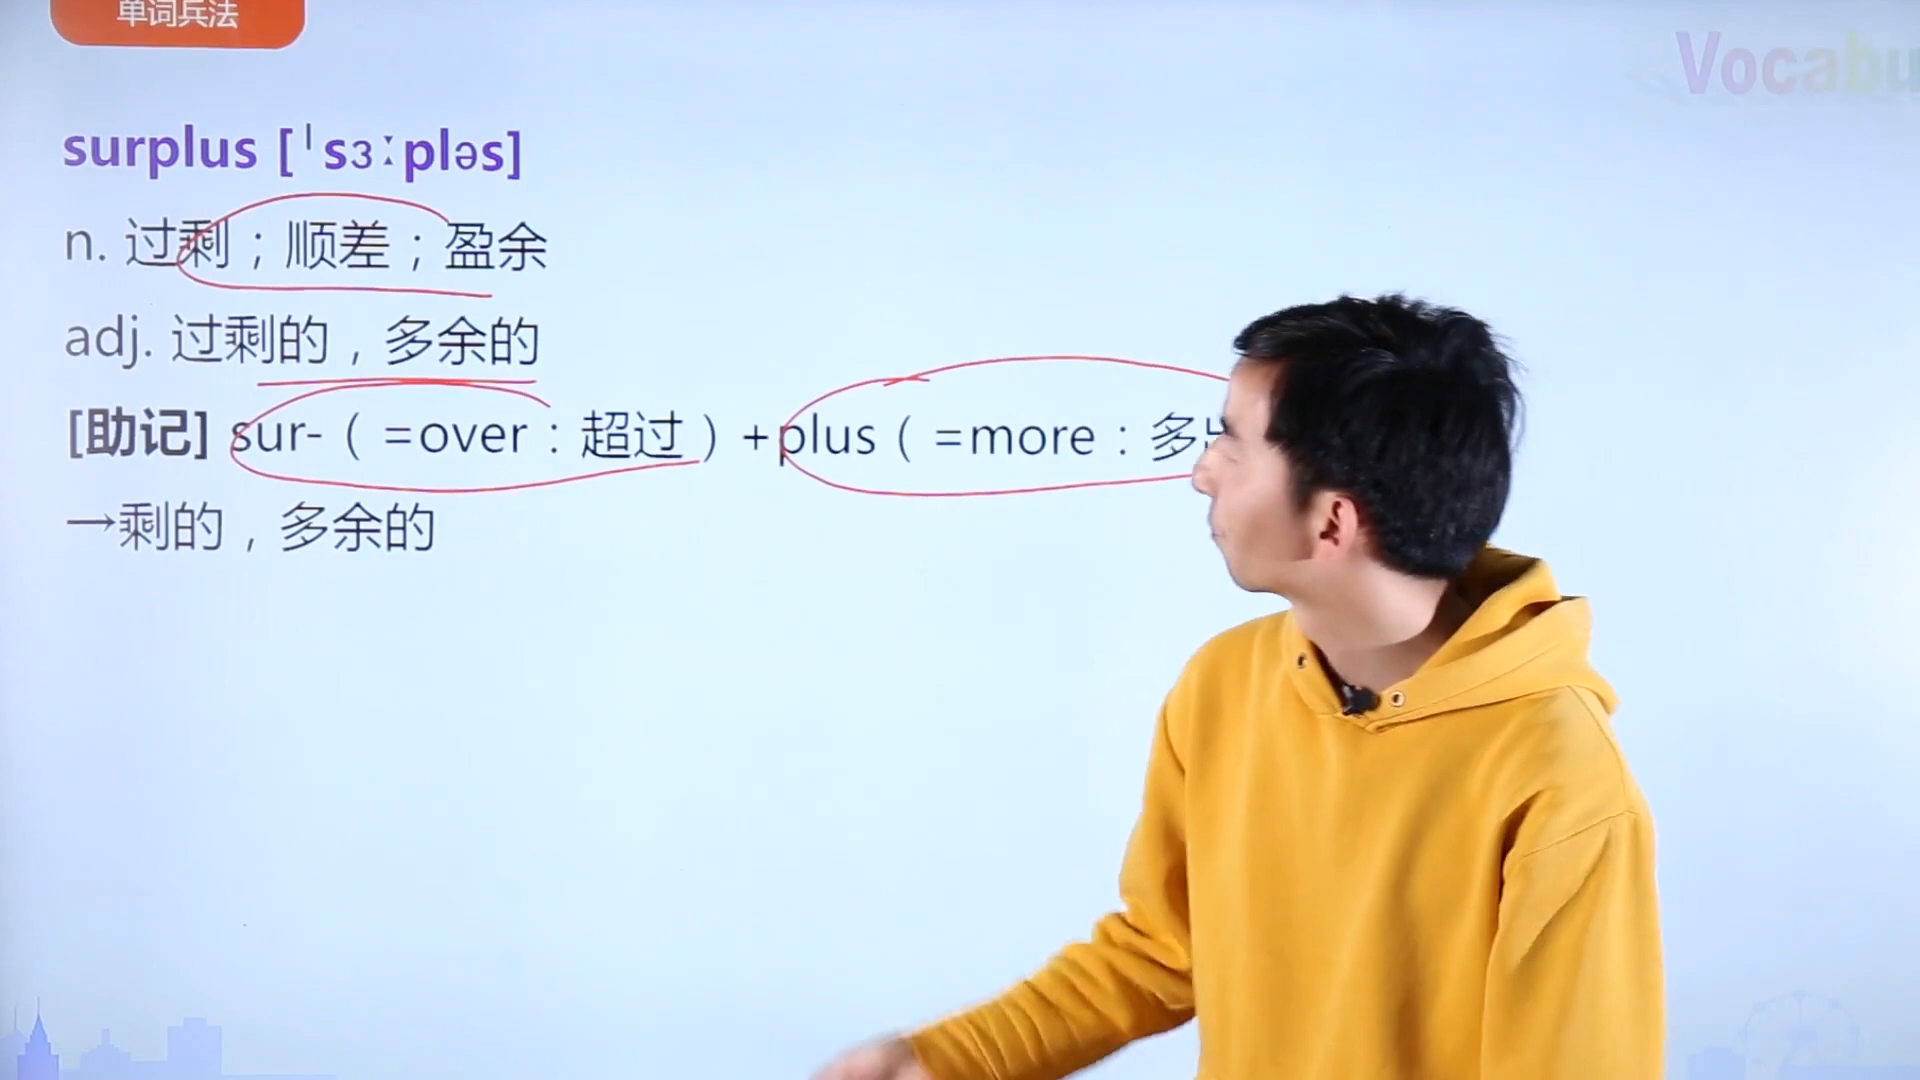 单词兵法
Vocabu
surplus [ˈsɜːpləs]
n. 过剩；顺差；盈余
adj. 过剩的，多余的
[助记] sur-（=over：超过）+plus（=more：多
→剩的，多余的